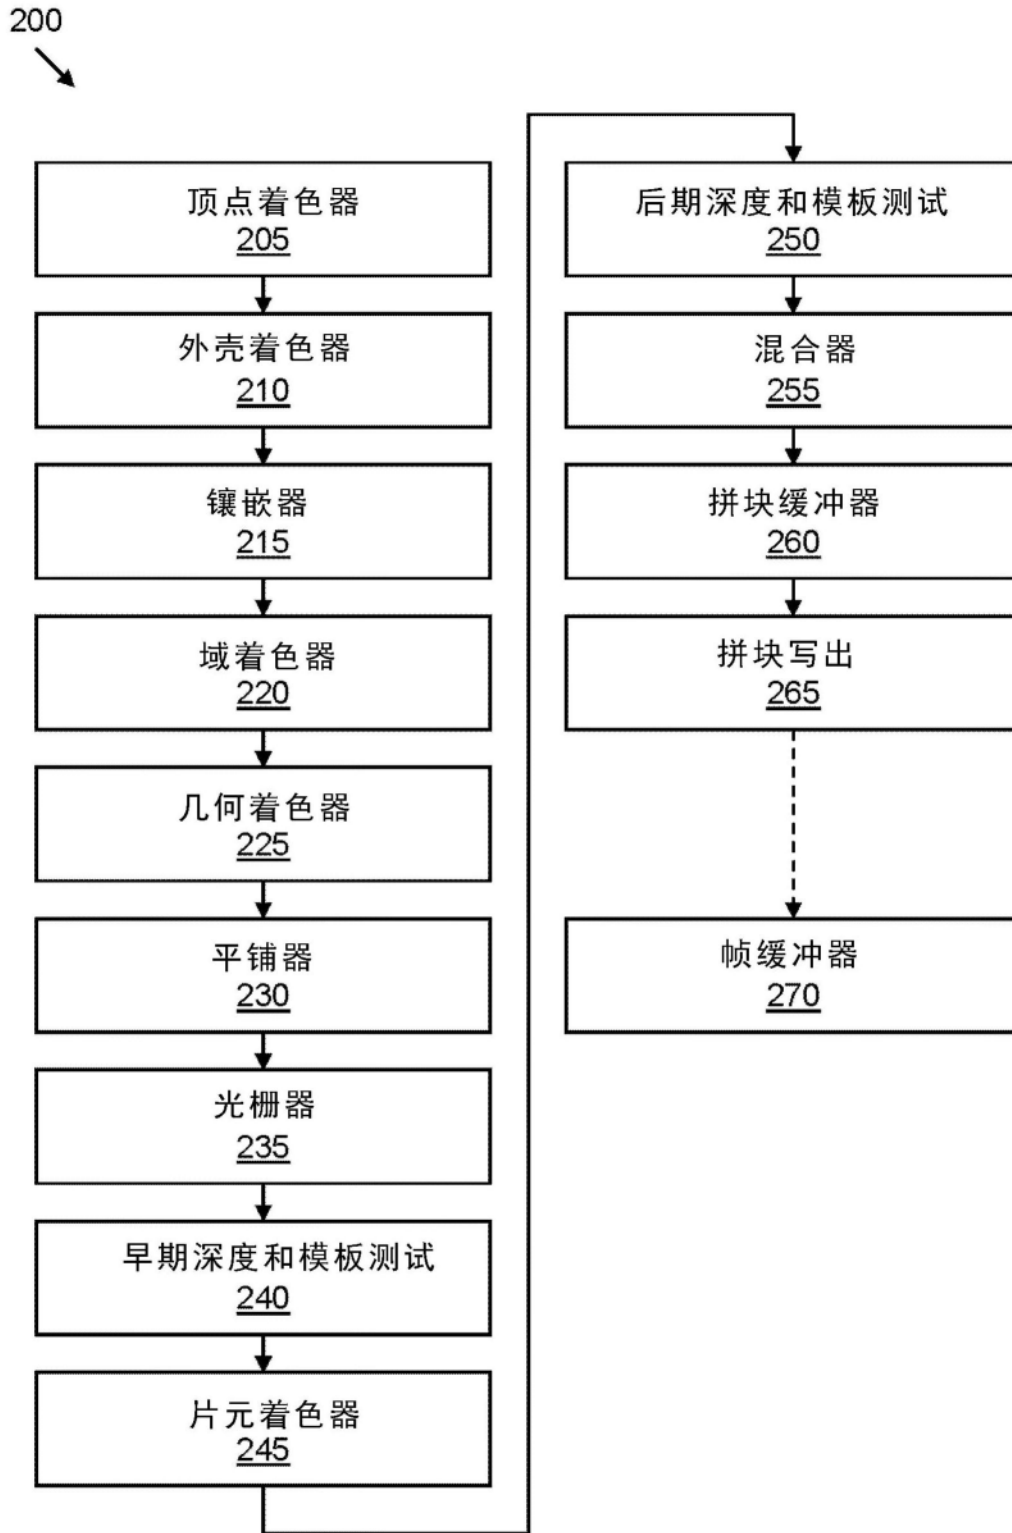 200
顶点着色器
205
外壳着色器
210
镶嵌器
215
域着色器
220
几何着色器
225
平铺器
230
光栅器
235
早期深度和模板测试
240
片元着色器
245
后期深度和模板测试
250
混合器
255
拼块缓冲器
260
拼块写出
265
帧缓冲器
270